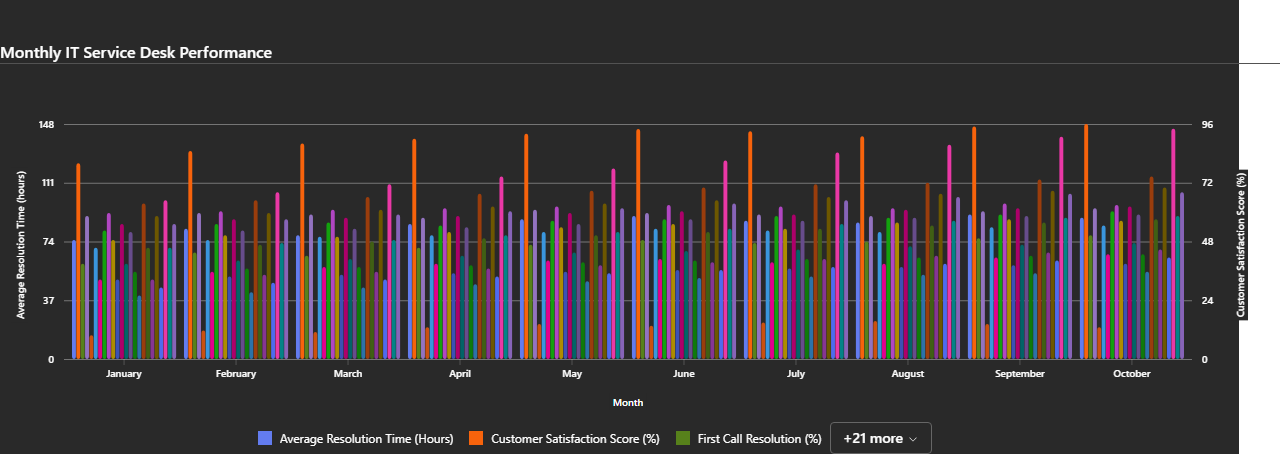 Monthly IT Service Desk Performance
Average Resolution Time (hours)
148
111
74
37
0
96
72
48
24
0
Customer Satisfaction Score (%)
January February March April May June July August September October
Month
Average Resolution Time (Hours) Customer Satisfaction Score (%) First Call Resolution (%) +21 more